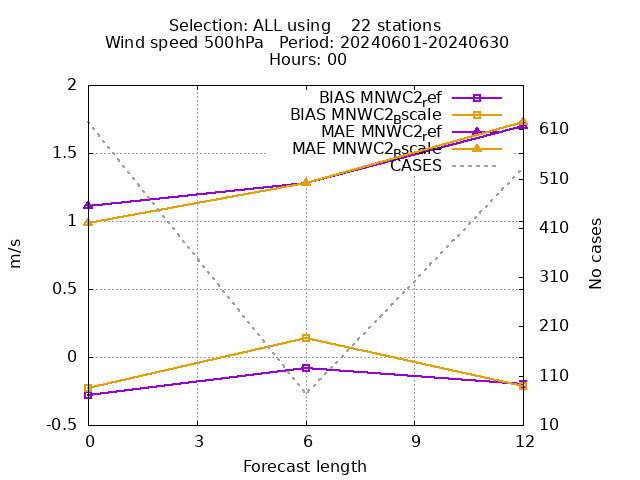 Selection: ALL using    22 stations
Wind speed 500hPa   Period: 20240601-20240630
Hours: 00
BIAS MNWC2_ref
BIAS MNWC2_Bscale
MAE MNWC2_ref
MAE MNWC2_Bscale
CASES
2
1.5
1
0.5
0
-0.5
m/s
610
510
410
310
210
110
10
No cases
0 3 6 9 12
Forecast length